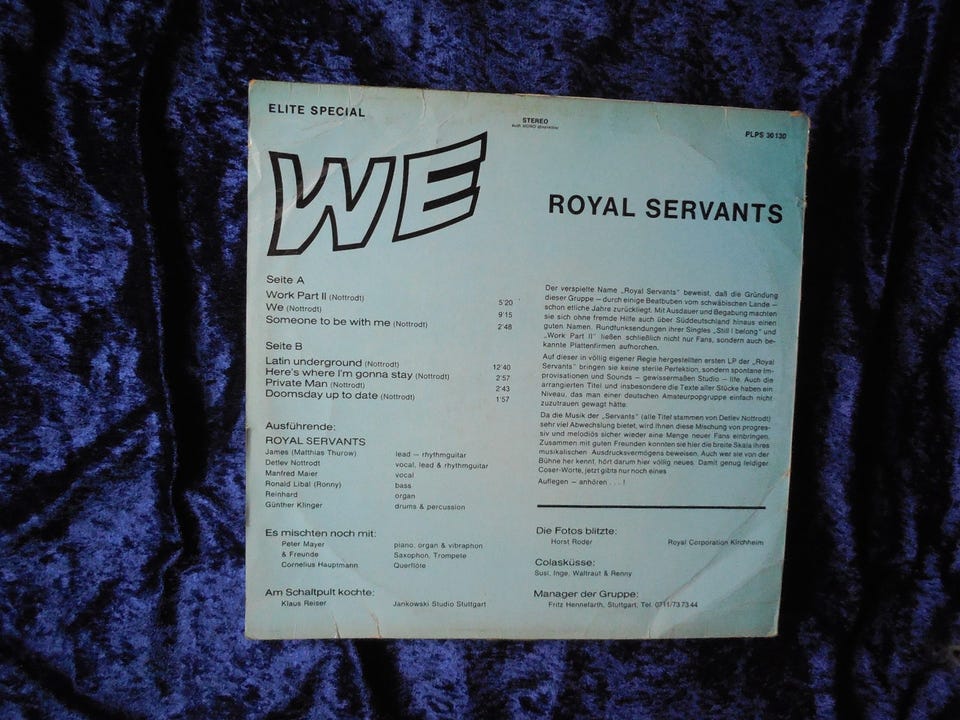 ELITE SPECIAL
STEREO
auch MONO abspielbar
PLPS 30 130
WE
ROYAL SERVANTS
Seite A
Work Part II (Nottrodt) 5'20
We (Nottrodt) 9'15
Someone to be with me (Nottrodt) 2'48
Seite B
Latin underground (Nottrodt) 12'40
Here's where I'm gonna stay (Nottrodt) 2'57
Private Man (Nottrodt) 2'43
Doomsday up to date (Nottrodt) 1'57
Ausführende:
ROYAL SERVANTS
James (Matthias Thurow) lead – rhythmguitar
Detlev Nottrodt vocal, lead & rhythmguitar
Manfred Maier vocal
Ronald Libal (Ronny) bass
Reinhard organ
Günther Klinger drums & percussion
Es mischten noch mit:
Peter Mayer piano, organ & vibraphon
& Freunde Saxophon, Trompete
Cornelius Hauptmann Querflöte
Am Schaltpult kochte:
Klaus Reiser Jankowski Studio Stuttgart
Der verspielte Name „Royal Servants" beweist, daß die Gründung
dieser Gruppe – durch einige Beatbuben vom schwäbischen Lande –
schon etliche Jahre zurückliegt. Mit Ausdauer und Begabung machten
sie sich ohne fremde Hilfe auch über Süddeutschland hinaus einen
guten Namen. Rundfunksendungen ihrer Singles „Still I belong" und
„Work Part II" ließen schließlich nicht nur Fans, sondern auch be-
kannte Plattenfirmen aufhorchen.
Auf dieser in völlig eigener Regie hergestellten ersten LP der „Royal
Servants" bringen sie keine sterile Perfektion, sondern spontane Im-
provisationen und Sounds – gewissermaßen Studio – life. Auch die
arrangierten Titel und insbesondere die Texte aller Stücke haben ein
Niveau, das man einer deutschen Amateurpopgruppe einfach nicht
zuzutrauen gewagt hätte.
Da die Musik der „Servants" (alle Titel stammen von Detlev Nottrodt)
sehr viel Abwechslung bietet, wird Ihnen diese Mischung von progres-
siv und melodiös sicher wieder eine Menge neuer Fans einbringen.
Zusammen mit guten Freunden konnten sie hier die breite Skala ihres
musikalischen Ausdrucksvermögens beweisen. Auch wer sie von der
Bühne her kennt, hört darum hier völlig neues. Damit genug leidiger
Coser-Worte, jetzt gibts nur noch eines
Auflegen – anhören . . . !
Die Fotos blitzte:
Horst Roder Royal Corporation Kirchheim
Colasküsse:
Susi, Inge, Waltraut & Renny
Manager der Gruppe:
Fritz Hennefarth, Stuttgart, Tel. 0711/73 73 44